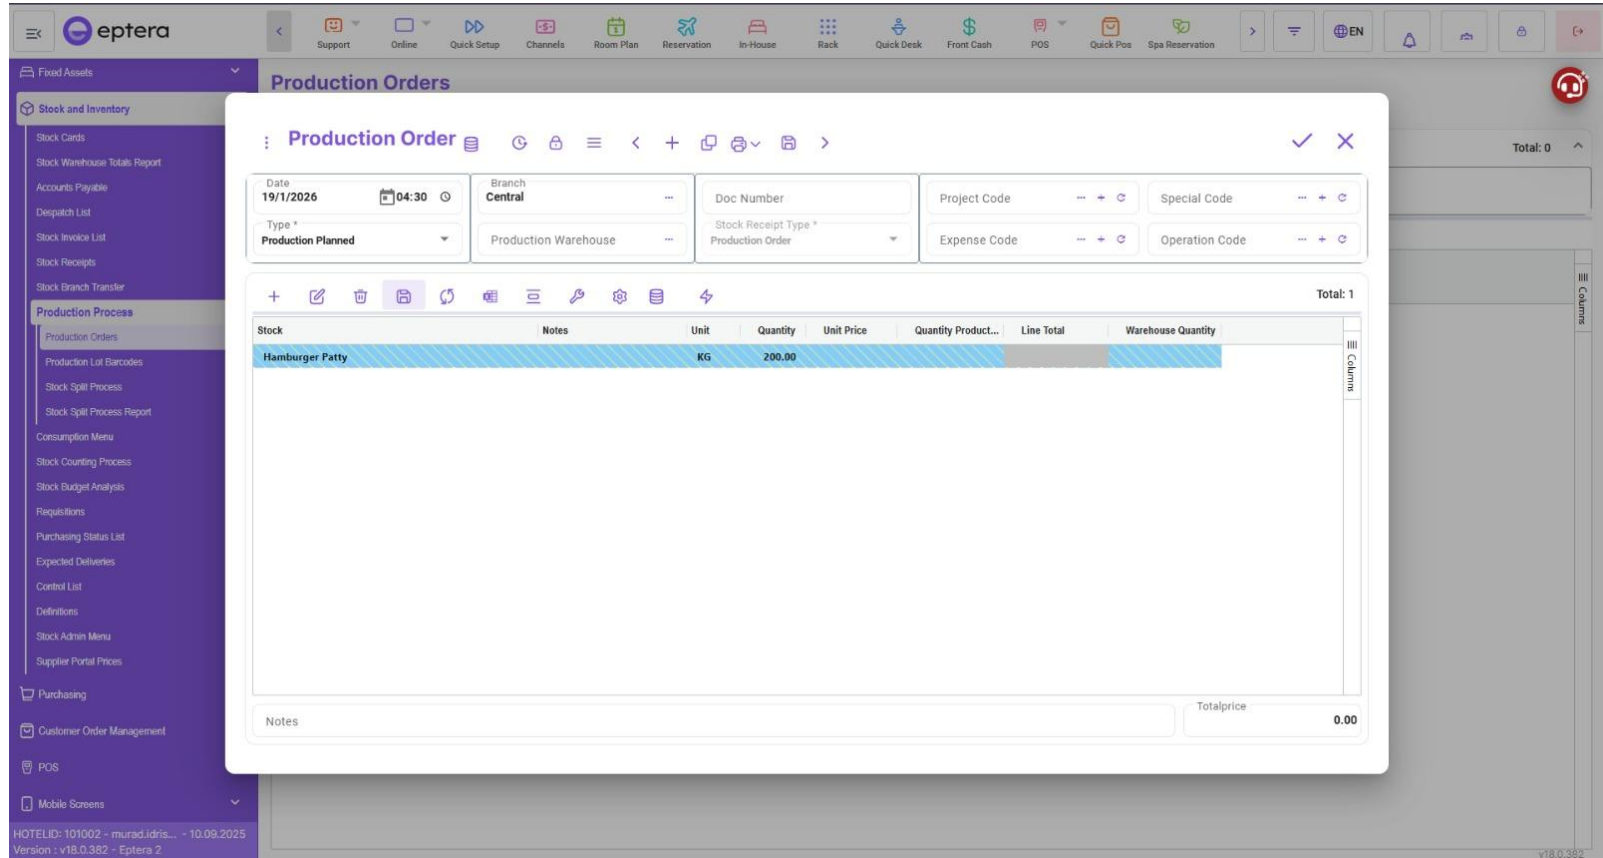 eptera
Support
Online
Quick Setup
Channels
Room Plan
Reservation
In-House
Rack
Quick Desk
Front Cash
POS
Quick Pos
Spa Reservation
EN
Fixed Assets
Stock and Inventory
Stock Cards
Stock Warehouse Totals Report
Accounts Payable
Despatch List
Stock Invoice List
Stock Receipts
Stock Branch Transfer
Production Process
Production Orders
Production Lot Barcodes
Stock Split Process
Stock Split Process Report
Consumption Menu
Stock Counting Process
Stock Budget Analysis
Requisitions
Purchasing Status List
Expected Deliveries
Control List
Definitions
Stock Admin Menu
Supplier Portal Prices
Purchasing
Customer Order Management
POS
Mobile Screens
HOTELID: 101002 - murad.idris... - 10.09.2025
Version : v18.0.382 - Eptera 2
Production Orders
Total: 0
Columns
Production Order
Date
19/1/2026 04:30
Branch
Central
Doc Number
Project Code
Special Code
Type *
Production Planned
Production Warehouse
Stock Receipt Type *
Production Order
Expense Code
Operation Code
Total: 1
Stock Notes Unit Quantity Unit Price Quantity Product... Line Total Warehouse Quantity
Hamburger Patty KG 200.00
Columns
Notes
Totalprice
0.00
v18.0.382